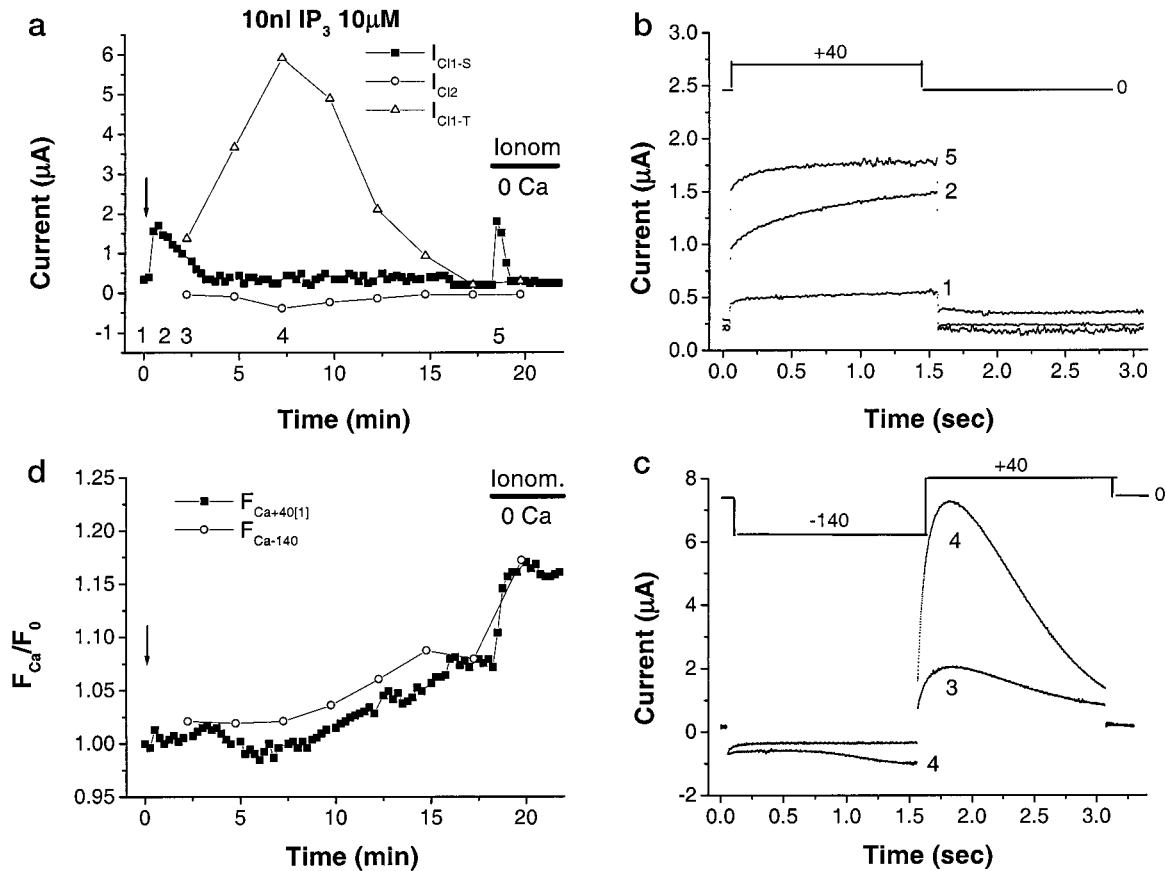 a
10nl IP3 10µM
ICl1-S
ICl2
ICl1-T
Ionom
0 Ca
6
5
4
3
2
1
0
-1
Current (µA)
1 2 3 4 5
0 5 10 15 20
Time (min)
b
+40
0
5
2
1
3.0
2.5
2.0
1.5
1.0
0.5
0.0
Current (µA)
0.0 0.5 1.0 1.5 2.0 2.5 3.0
Time (sec)
d
FCa+40[1]
FCa-140
Ionom.
0 Ca
1.25
1.20
1.15
1.10
1.05
1.00
0.95
FCa/F0
0 5 10 15 20
Time (min)
c
+40
0
-140
4
3
4
8
6
4
2
0
-2
Current (µA)
0.0 0.5 1.0 1.5 2.0 2.5 3.0
Time (sec)